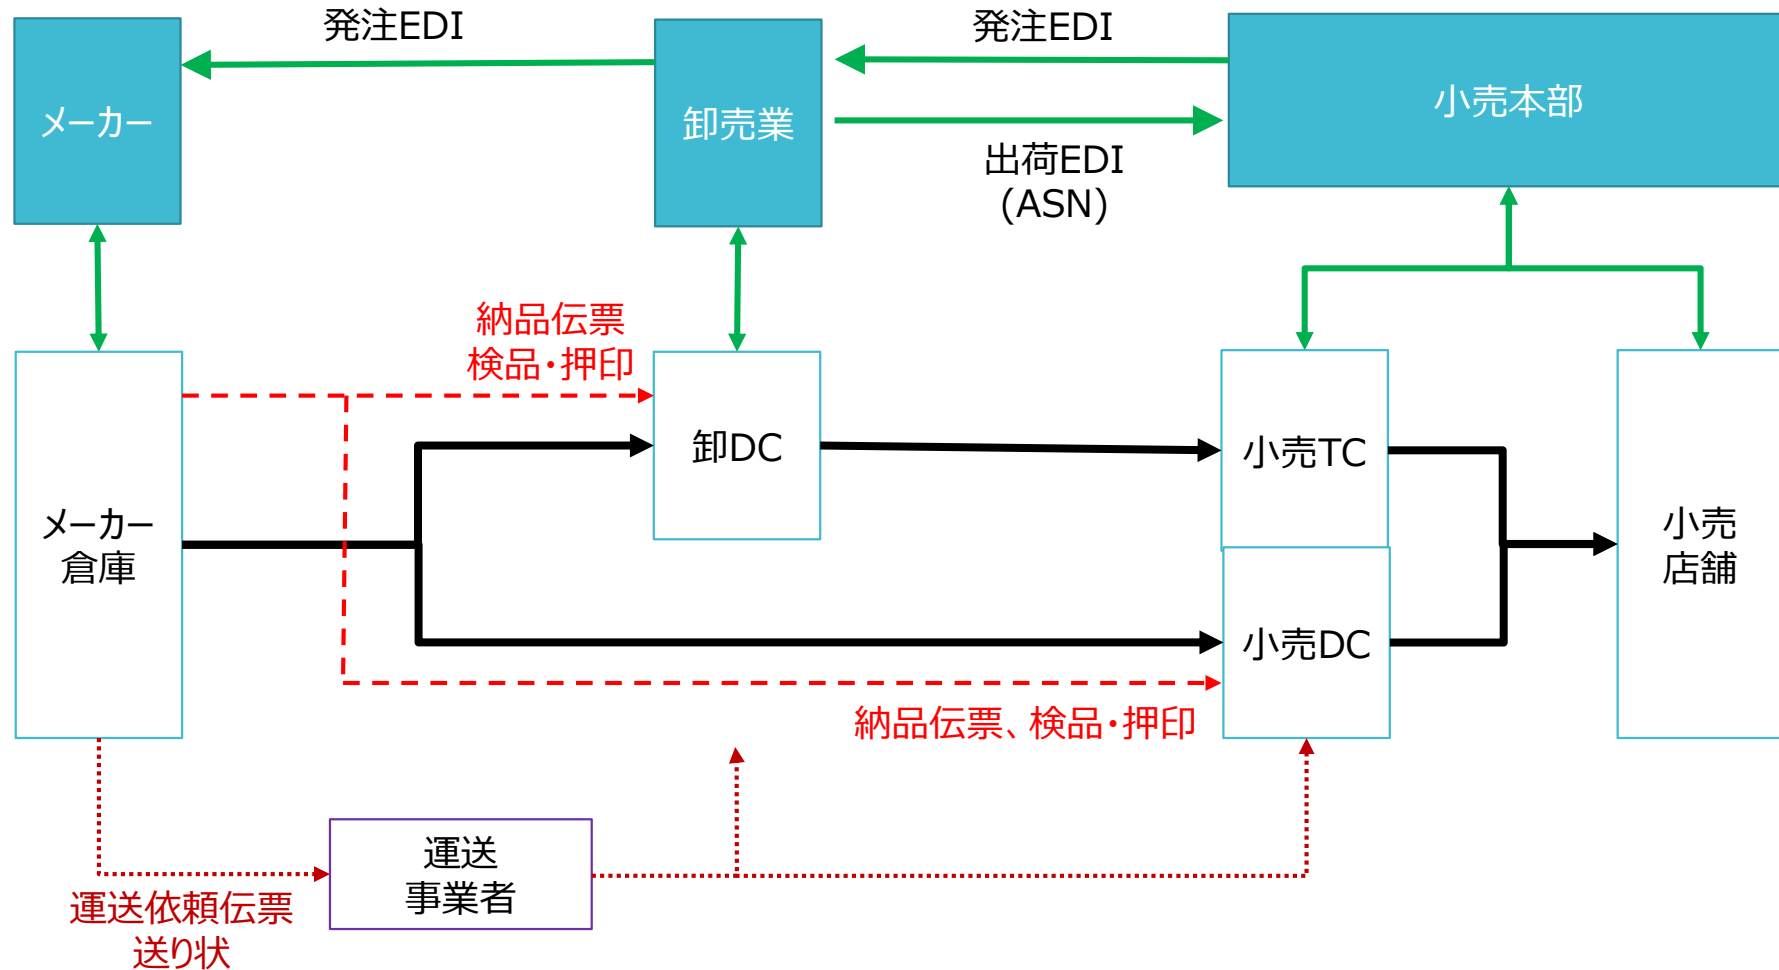 発注EDI
発注EDI
メーカー
卸売業
小売本部
出荷EDI
(ASN)
納品伝票
検品・押印
卸DC
小売TC
メーカー
倉庫
小売
店舗
小売DC
納品伝票、検品・押印
運送
事業者
運送依頼伝票
送り状